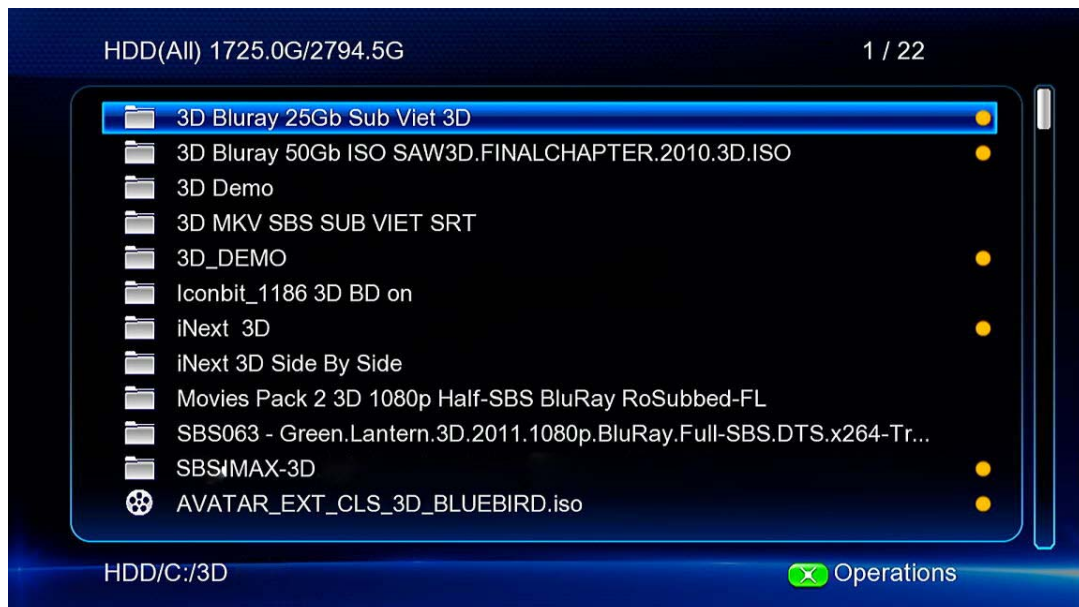 HDD(All) 1725.0G/2794.5G 1 / 22
3D Bluray 25Gb Sub Viet 3D
3D Bluray 50Gb ISO SAW3D.FINALCHAPTER.2010.3D.ISO
3D Demo
3D MKV SBS SUB VIET SRT
3D_DEMO
Iconbit_1186 3D BD on
iNext  3D
iNext 3D Side By Side
Movies Pack 2 3D 1080p Half-SBS BluRay RoSubbed-FL
SBS063 - Green.Lantern.3D.2011.1080p.BluRay.Full-SBS.DTS.x264-Tr...
SBSIMAX-3D
AVATAR_EXT_CLS_3D_BLUEBIRD.iso
HDD/C:/3D Operations